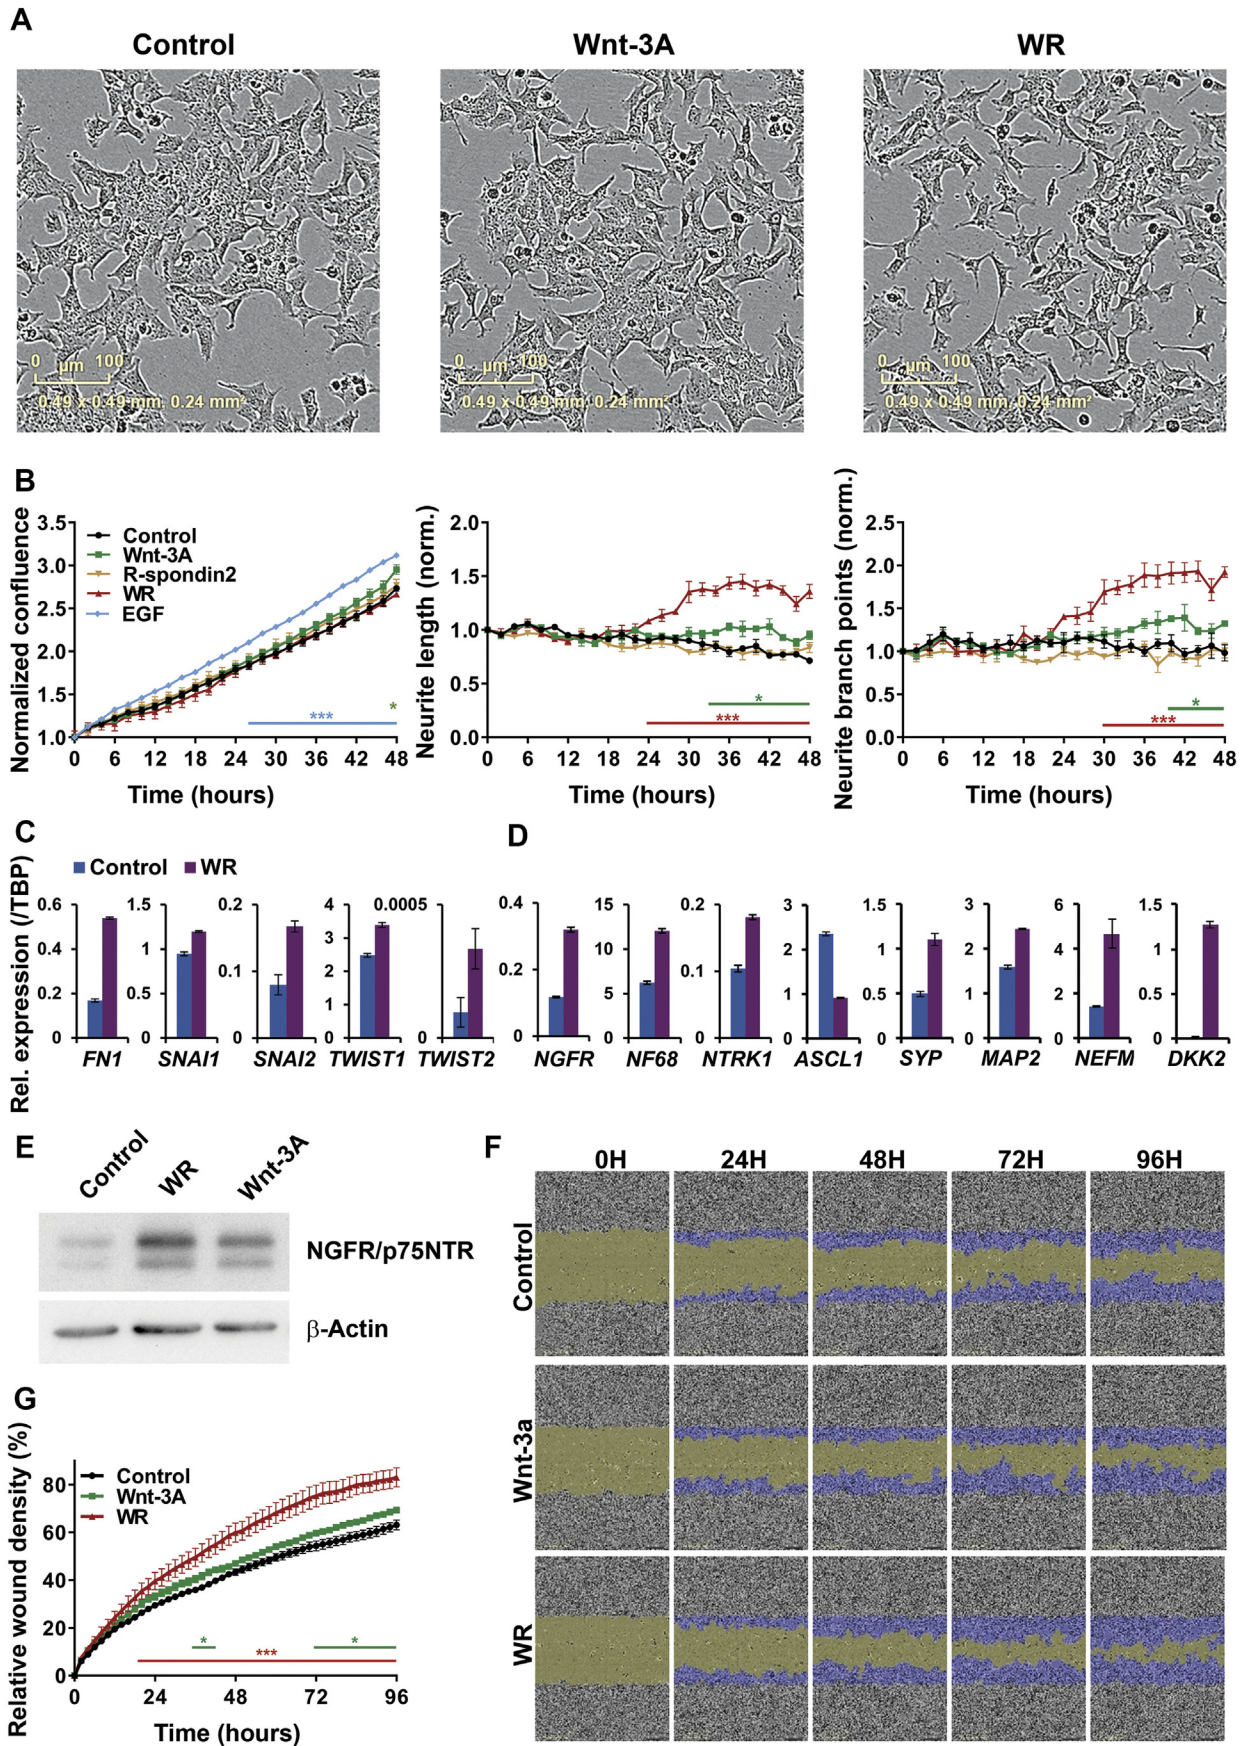 A
Control Wnt-3A WR
0 µm 100 0 µm 100 0 µm 100
0.49 x 0.49 mm, 0.24 mm² 0.49 x 0.49 mm, 0.24 mm² 0.49 x 0.49 mm, 0.24 mm²
B
Normalized confluence
3.5
3.0
2.5
2.0
1.5
1.0
Control
Wnt-3A
R-spondin2
WR
EGF
***
*
0 6 12 18 24 30 36 42 48
Time (hours)
Neurite length (norm.)
2.0
1.5
1.0
0.5
0.0
*
***
0 6 12 18 24 30 36 42 48
Time (hours)
Neurite branch points (norm.)
2.5
2.0
1.5
1.0
0.5
0.0
*
***
0 6 12 18 24 30 36 42 48
Time (hours)
C
Control WR
Rel. expression (/TBP)
0.6
0.4
0.2
0
FN1
1.5
1
0.5
0
SNAI1
0.2
0.1
0
SNAI2
4
3
2
1
0
TWIST1
0.0005
0
TWIST2
D
0.4
0.2
0
NGFR
15
10
5
0
NF68
0.2
0.1
0
NTRK1
3
2
1
0
ASCL1
1.5
1
0.5
0
SYP
3
2
1
0
MAP2
6
4
2
0
NEFM
1.5
1
0.5
0
DKK2
E
Control WR Wnt-3A
NGFR/p75NTR
β-Actin
F
0H 24H 48H 72H 96H
Control
Wnt-3a
WR
G
Relative wound density (%)
80
60
40
20
0
Control
Wnt-3A
WR
* *
***
0 24 48 72 96
Time (hours)